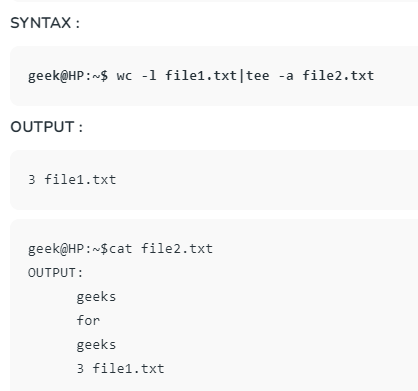 SYNTAX :
geek@HP:~$ wc -l file1.txt|tee -a file2.txt
OUTPUT :
3 file1.txt
geek@HP:~$cat file2.txt
OUTPUT:
geeks
for
geeks
3 file1.txt